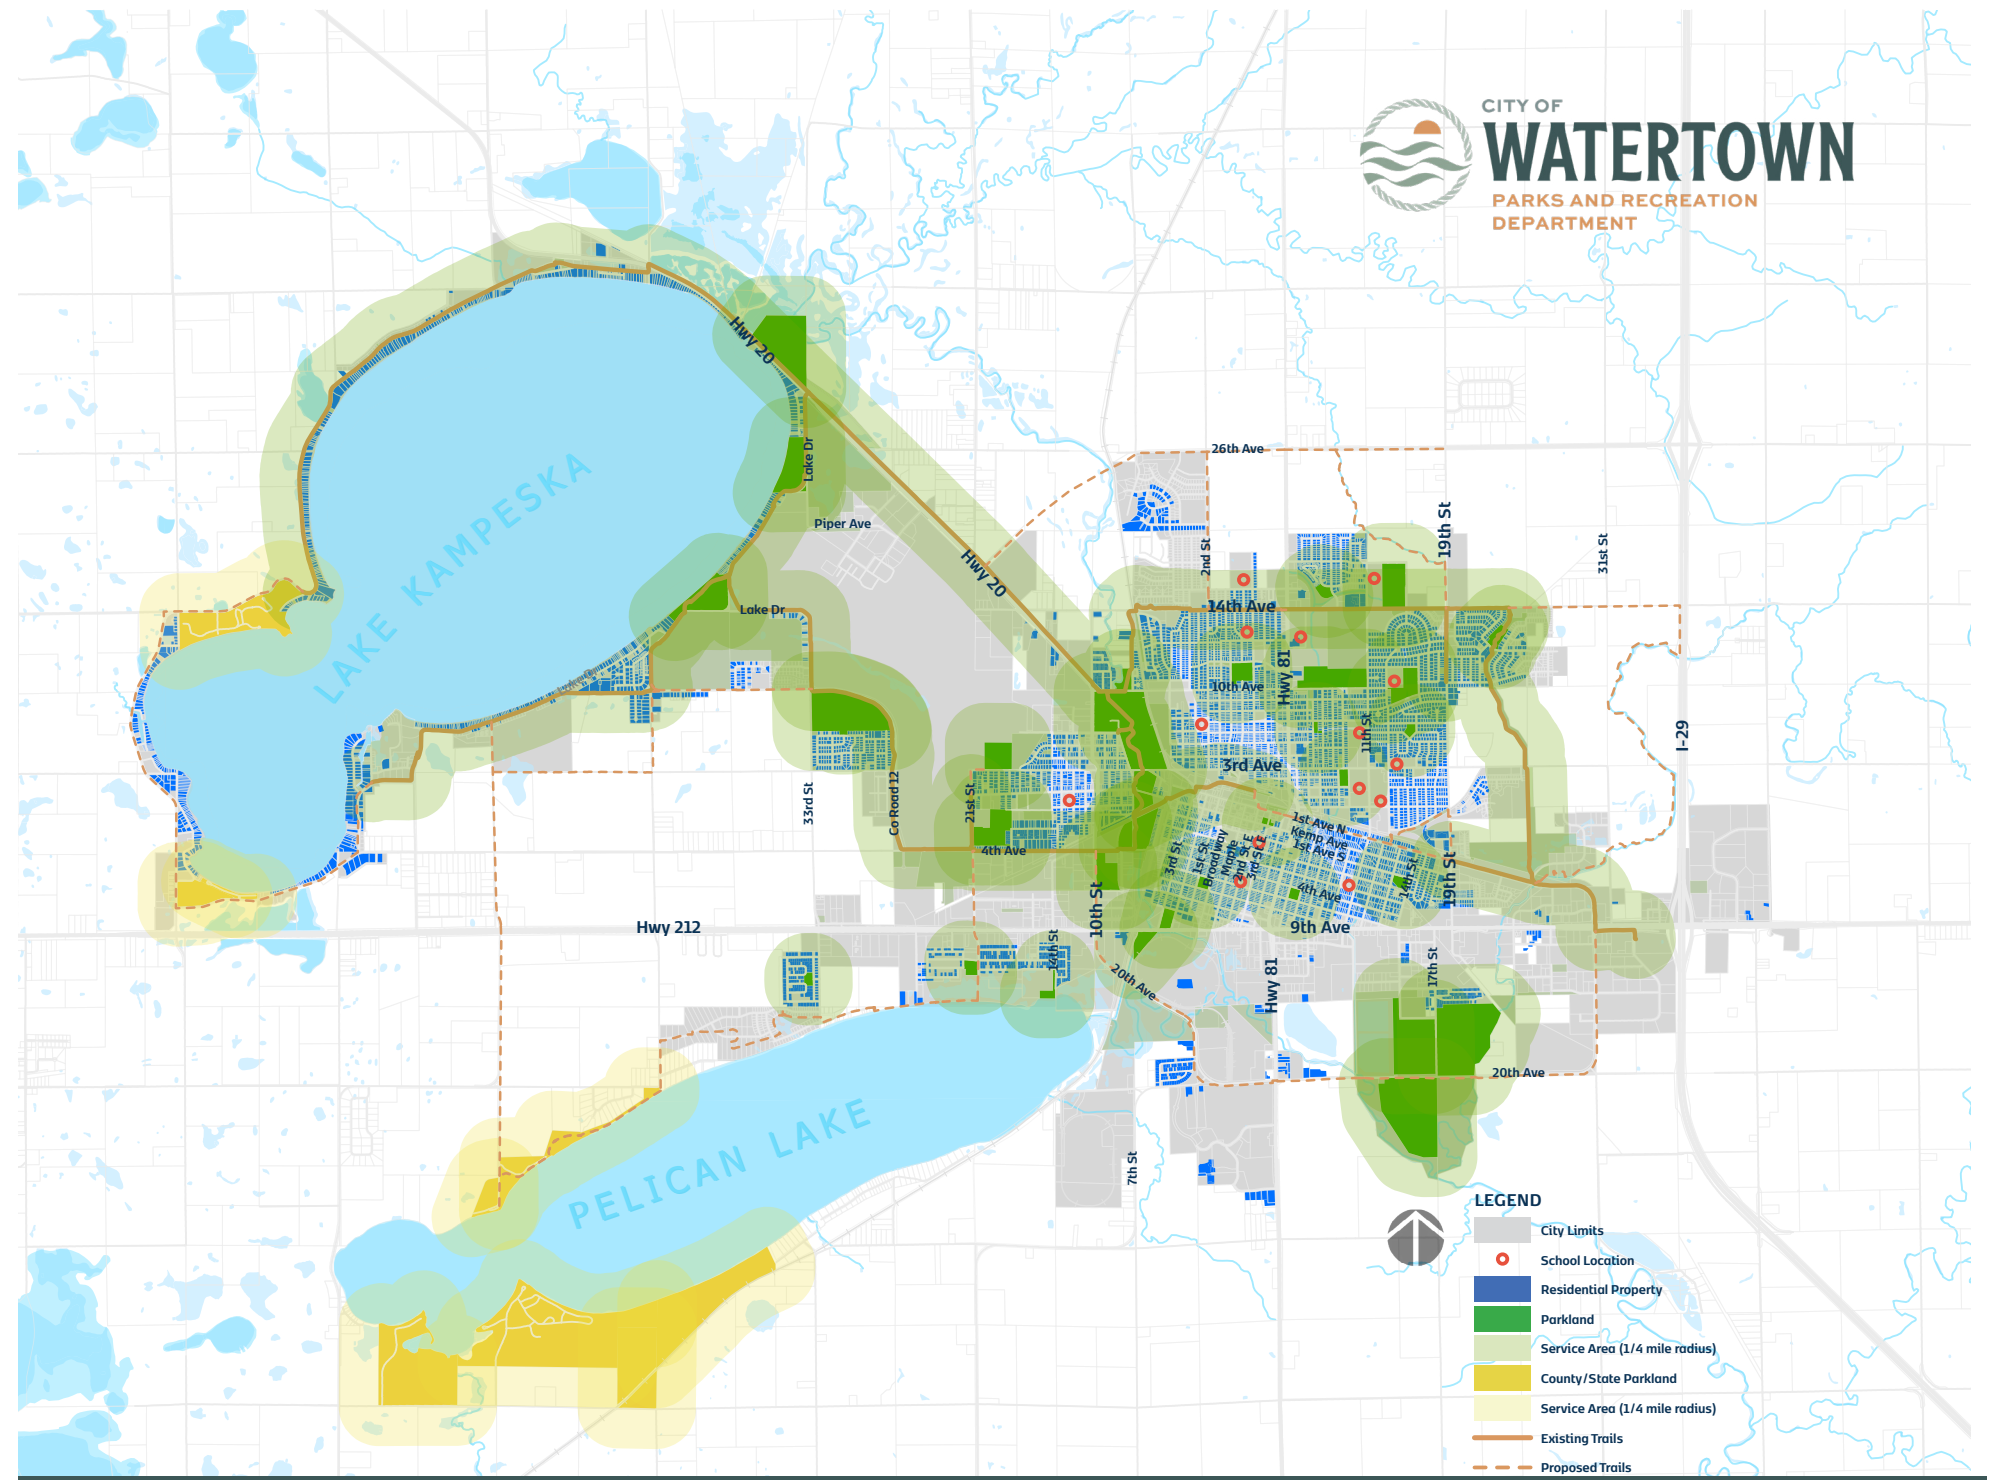 CITY OF
WATERTOWN
PARKS AND RECREATION
DEPARTMENT
Hwy 20
Lake Dr
26th Ave
LAKE KAMPESKA
Piper Ave
19th St
Hwy 20
2nd St
31st St
Lake Dr
14th Ave
Hwy 81
10th Ave
I-29
11th St
3rd Ave
33rd St
Co Road 12
21st St
4th Ave
1st Ave N
Kemp Ave
1st Ave S
3rd St
1st St
Broadway
Maple
2nd St E
3rd St E
4th Ave
14th St
19th St
10th St
Hwy 212
9th Ave
14th St
20th Ave
Hwy 81
17th St
20th Ave
PELICAN LAKE
7th St
LEGEND
City Limits
School Location
Residential Property
Parkland
Service Area (1/4 mile radius)
County/State Parkland
Service Area (1/4 mile radius)
Existing Trails
Proposed Trails